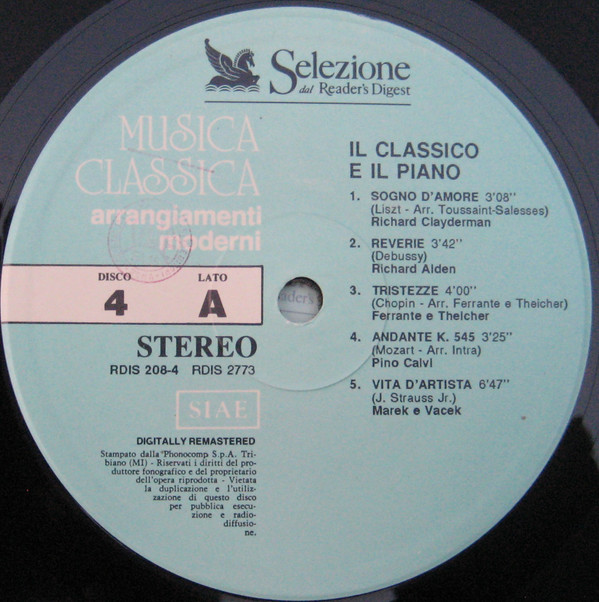 Selezione
dal Reader's Digest
MUSICA
CLASSICA
arrangiamenti
moderni
DISCO
4
LATO
A
STEREO
RDIS 208-4 RDIS 2773
SIAE
DIGITALLY REMASTERED
Stampato dalla "Phonocomp S.p.A. Tri-
biano (MI) - Riservati i diritti del pro-
duttore fonografico e del proprietario
dell'opera riprodotta - Vietata
la duplicazione e l'utiliz-
zazione di questo disco
per pubblica esecu-
zione e radio-
diffusio-
ne.
IL CLASSICO
E IL PIANO
1. SOGNO D'AMORE 3'08"
(Liszt - Arr. Toussaint-Salesses)
Richard Clayderman
2. REVERIE 3'42"
(Debussy)
Richard Alden
3. TRISTEZZE 4'00"
(Chopin - Arr. Ferrante e Theicher)
Ferrante e Theicher
4. ANDANTE K. 545 3'25"
(Mozart - Arr. Intra)
Pino Calvi
5. VITA D'ARTISTA 6'47"
(J. Strauss Jr.)
Marek e Vacek